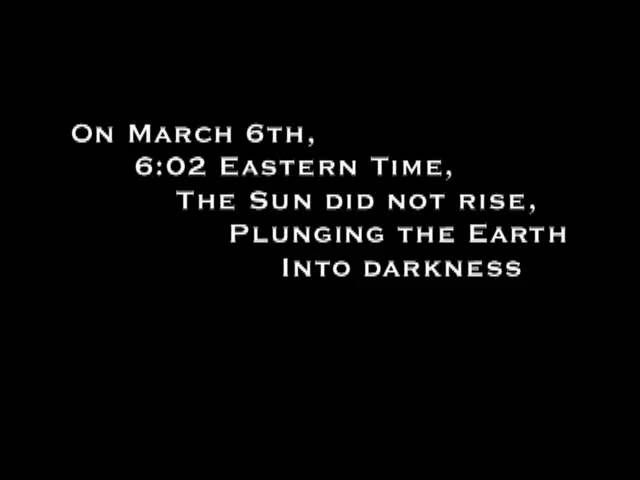 On March 6th,
6:02 Eastern Time,
The Sun did not rise,
Plunging the Earth
Into darkness